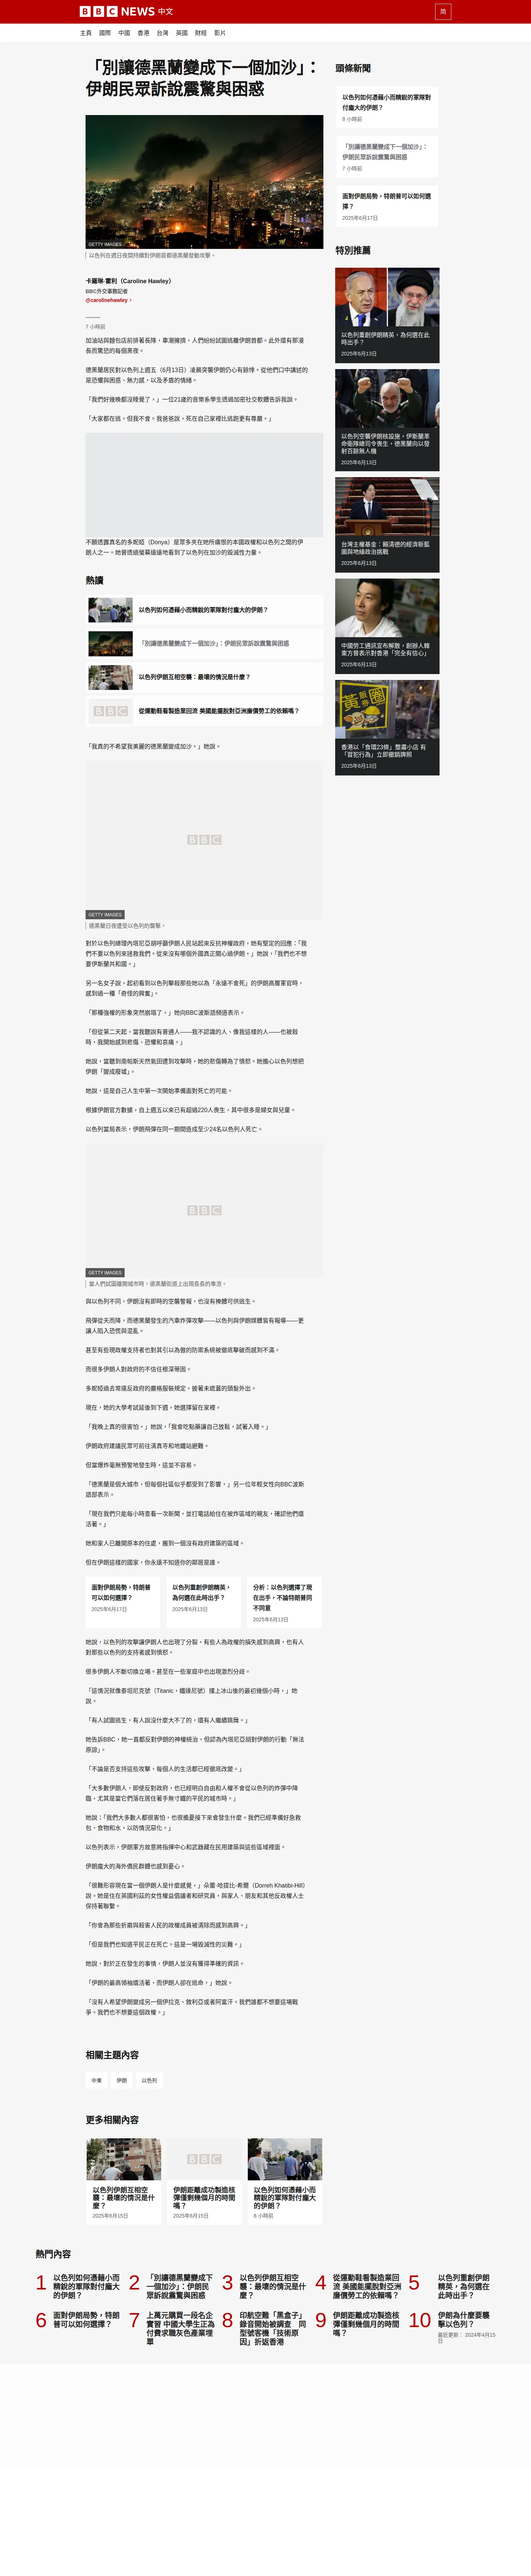 BBC NEWS 中文
简
主頁 國際 中國 香港 台灣 英國 財經 影片
「別讓德黑蘭變成下一個加沙」：
伊朗民眾訴說震驚與困惑
GETTY IMAGES
以色列在週日夜間持續對伊朗首都德黑蘭發動攻擊。
卡羅琳·霍利（Caroline Hawley）
BBC外交事務記者
@carolinehawley
7 小時前
加油站與麵包店前排著長隊，車潮擁擠，人們紛紛試圖逃離伊朗首都。此外還有那漫
長而驚恐的每個黑夜。
德黑蘭居民對以色列上週五（6月13日）凌晨突襲伊朗仍心有餘悸。從他們口中講述的
是恐懼與困惑、無力感，以及矛盾的情緒。
「我們好幾晚都沒睡覺了，」一位21歲的音樂系學生透過加密社交軟體告訴我說。
「大家都在逃，但我不會。我爸爸說，死在自己家裡比逃跑更有尊嚴。」
不願透露真名的多妮婭（Donya）是眾多夾在她所痛恨的本國政權和以色列之間的伊
朗人之一。她曾透過螢幕遠遠地看到了以色列在加沙的毀滅性力量。
熱讀
以色列如何憑藉小而精銳的軍隊對付龐大的伊朗？
「別讓德黑蘭變成下一個加沙」：伊朗民眾訴說震驚與困惑
以色列伊朗互相空襲：最壞的情況是什麼？
從運動鞋看製造業回流 美國能擺脫對亞洲廉價勞工的依賴嗎？
「我真的不希望我美麗的德黑蘭變成加沙，」她說。
BBC
GETTY IMAGES
德黑蘭日夜遭受以色列的襲擊。
對於以色列總理內塔尼亞胡呼籲伊朗人民站起來反抗神權政府，她有堅定的回應：「我
們不要以色列來拯救我們。從來沒有哪個外國真正關心過伊朗，」她說，「我們也不想
要伊斯蘭共和國。」
另一名女子說，起初看到以色列擊殺那些她以為「永遠不會死」的伊朗高層軍官時，
感到過一種「奇怪的興奮」。
「那種強權的形象突然崩塌了，」她向BBC波斯語頻道表示。
「但從第二天起，當我聽說有普通人——我不認識的人、像我這樣的人——也被殺
時，我開始感到悲傷、恐懼和哀痛。」
她說，當聽到南帕斯天然氣田遭到攻擊時，她的悲傷轉為了憤怒。她擔心以色列想把
伊朗「變成廢墟」。
她說，這是自己人生中第一次開始準備面對死亡的可能。
根據伊朗官方數據，自上週五以來已有超過220人喪生，其中很多是婦女與兒童。
以色列當局表示，伊朗飛彈在同一期間造成至少24名以色列人死亡。
BBC
GETTY IMAGES
當人們試圖離開城市時，德黑蘭街道上出現長長的車流。
與以色列不同，伊朗沒有即時的空襲警報，也沒有掩體可供逃生。
飛彈從天而降，而德黑蘭發生的汽車炸彈攻擊——以色列與伊朗媒體皆有報導——更
讓人陷入恐慌與混亂。
甚至有些現政權支持者也對其引以為傲的防禦系統被徹底擊破而感到不滿。
而很多伊朗人對政府的不信任根深蒂固。
多妮婭過去常違反政府的嚴格服裝規定，披著未遮蓋的頭髮外出。
現在，她的大學考試延後到下週，她選擇留在家裡。
「我晚上真的很害怕，」她說，「我會吃點藥讓自己放鬆，試著入睡。」
伊朗政府建議民眾可前往清真寺和地鐵站避難。
但當爆炸毫無預警地發生時，這並不容易。
「德黑蘭是個大城市，但每個社區似乎都受到了影響，」另一位年輕女性向BBC波斯
語部表示。
「現在我們只能每小時查看一次新聞，並打電話給住在被炸區域的親友，確認他們還
活著。」
她和家人已離開原本的住處，搬到一個沒有政府建築的區域。
但在伊朗這樣的國家，你永遠不知道你的鄰居是誰。
面對伊朗局勢，特朗普
可以如何選擇？
2025年6月17日
以色列重創伊朗精英，
為何選在此時出手？
2025年6月13日
分析：以色列選擇了現
在出手，不論特朗普同
不同意
2025年6月13日
她說，以色列的攻擊讓伊朗人也出現了分裂，有些人為政權的損失感到高興，也有人
對那些以色列的支持者感到憤怒。
很多伊朗人不斷切換立場。甚至在一些家庭中也出現激烈分歧。
「這情況就像泰坦尼克號（Titanic，鐵達尼號）撞上冰山後的最初幾個小時，」她
說。
「有人試圖逃生，有人說沒什麼大不了的，還有人繼續跳舞。」
她告訴BBC，她一直都反對伊朗的神權統治，但認為內塔尼亞胡對伊朗的行動「無法
原諒」。
「不論是否支持這些攻擊，每個人的生活都已經徹底改變。」
「大多數伊朗人，即使反對政府，也已經明白自由和人權不會從以色列的炸彈中降
臨，尤其是當它們落在居住著手無寸鐵的平民的城市時。」
她說：「我們大多數人都很害怕，也很擔憂接下來會發生什麼。我們已經準備好急救
包、食物和水，以防情況惡化。」
以色列表示，伊朗軍方故意將指揮中心和武器藏在民用建築與這些區域裡面。
伊朗龐大的海外僑民群體也感到憂心。
「很難形容現在當一個伊朗人是什麼感覺，」朵蕾·哈提比-希爾（Dorreh Khatibi-Hill）
說。她是住在英國利茲的女性權益倡議者和研究員，與家人、朋友和其他反政權人士
保持著聯繫。
「你會為那些折磨與殺害人民的政權成員被清除而感到高興。」
「但是我們也知道平民正在死亡。這是一場毀滅性的災難。」
她說，對於正在發生的事情，伊朗人並沒有獲得準確的資訊。
「伊朗的最高領袖還活著，而伊朗人卻在逃命，」她說。
「沒有人希望伊朗變成另一個伊拉克、敘利亞或者阿富汗。我們誰都不想要這場戰
爭。我們也不想要這個政權。」
相關主題內容
中東 伊朗 以色列
更多相關內容
以色列伊朗互相空
襲：最壞的情況是什
麼？
2025年6月15日
BBC
伊朗距離成功製造核
彈僅剩幾個月的時間
嗎？
2025年6月15日
以色列如何憑藉小而
精銳的軍隊對付龐大
的伊朗？
8 小時前
頭條新聞
以色列如何憑藉小而精銳的軍隊對
付龐大的伊朗？
8 小時前
「別讓德黑蘭變成下一個加沙」：
伊朗民眾訴說震驚與困惑
7 小時前
面對伊朗局勢，特朗普可以如何選
擇？
2025年6月17日
特別推薦
以色列重創伊朗精英，為何選在此
時出手？
2025年6月13日
以色列空襲伊朗核設施，伊斯蘭革
命衛隊總司令喪生，德黑蘭向以發
射百餘無人機
2025年6月13日
台灣主權基金：賴清德的經濟新藍
圖與地緣政治挑戰
2025年6月13日
中國勞工通訊宣布解散，創辦人韓
東方曾表示對香港「完全有信心」
2025年6月13日
香港以「食環23條」整肅小店 有
「冒犯行為」立即撤銷牌照
2025年6月13日
熱門內容
1 以色列如何憑藉小而
精銳的軍隊對付龐大
的伊朗？
2 「別讓德黑蘭變成下
一個加沙」：伊朗民
眾訴說震驚與困惑
3 以色列伊朗互相空
襲：最壞的情況是什
麼？
4 從運動鞋看製造業回
流 美國能擺脫對亞洲
廉價勞工的依賴嗎？
5 以色列重創伊朗
精英，為何選在
此時出手？
6 面對伊朗局勢，特朗
普可以如何選擇？
7 上萬元購買一段名企
實習 中國大學生正為
付費求職灰色產業埋
單
8 印航空難「黑盒子」
錄音開始被調查　同
型號客機「技術原
因」折返香港
9 伊朗距離成功製造核
彈僅剩幾個月的時間
嗎？
10 伊朗為什麼要襲
擊以色列？
最近更新： 2024年4月15
日